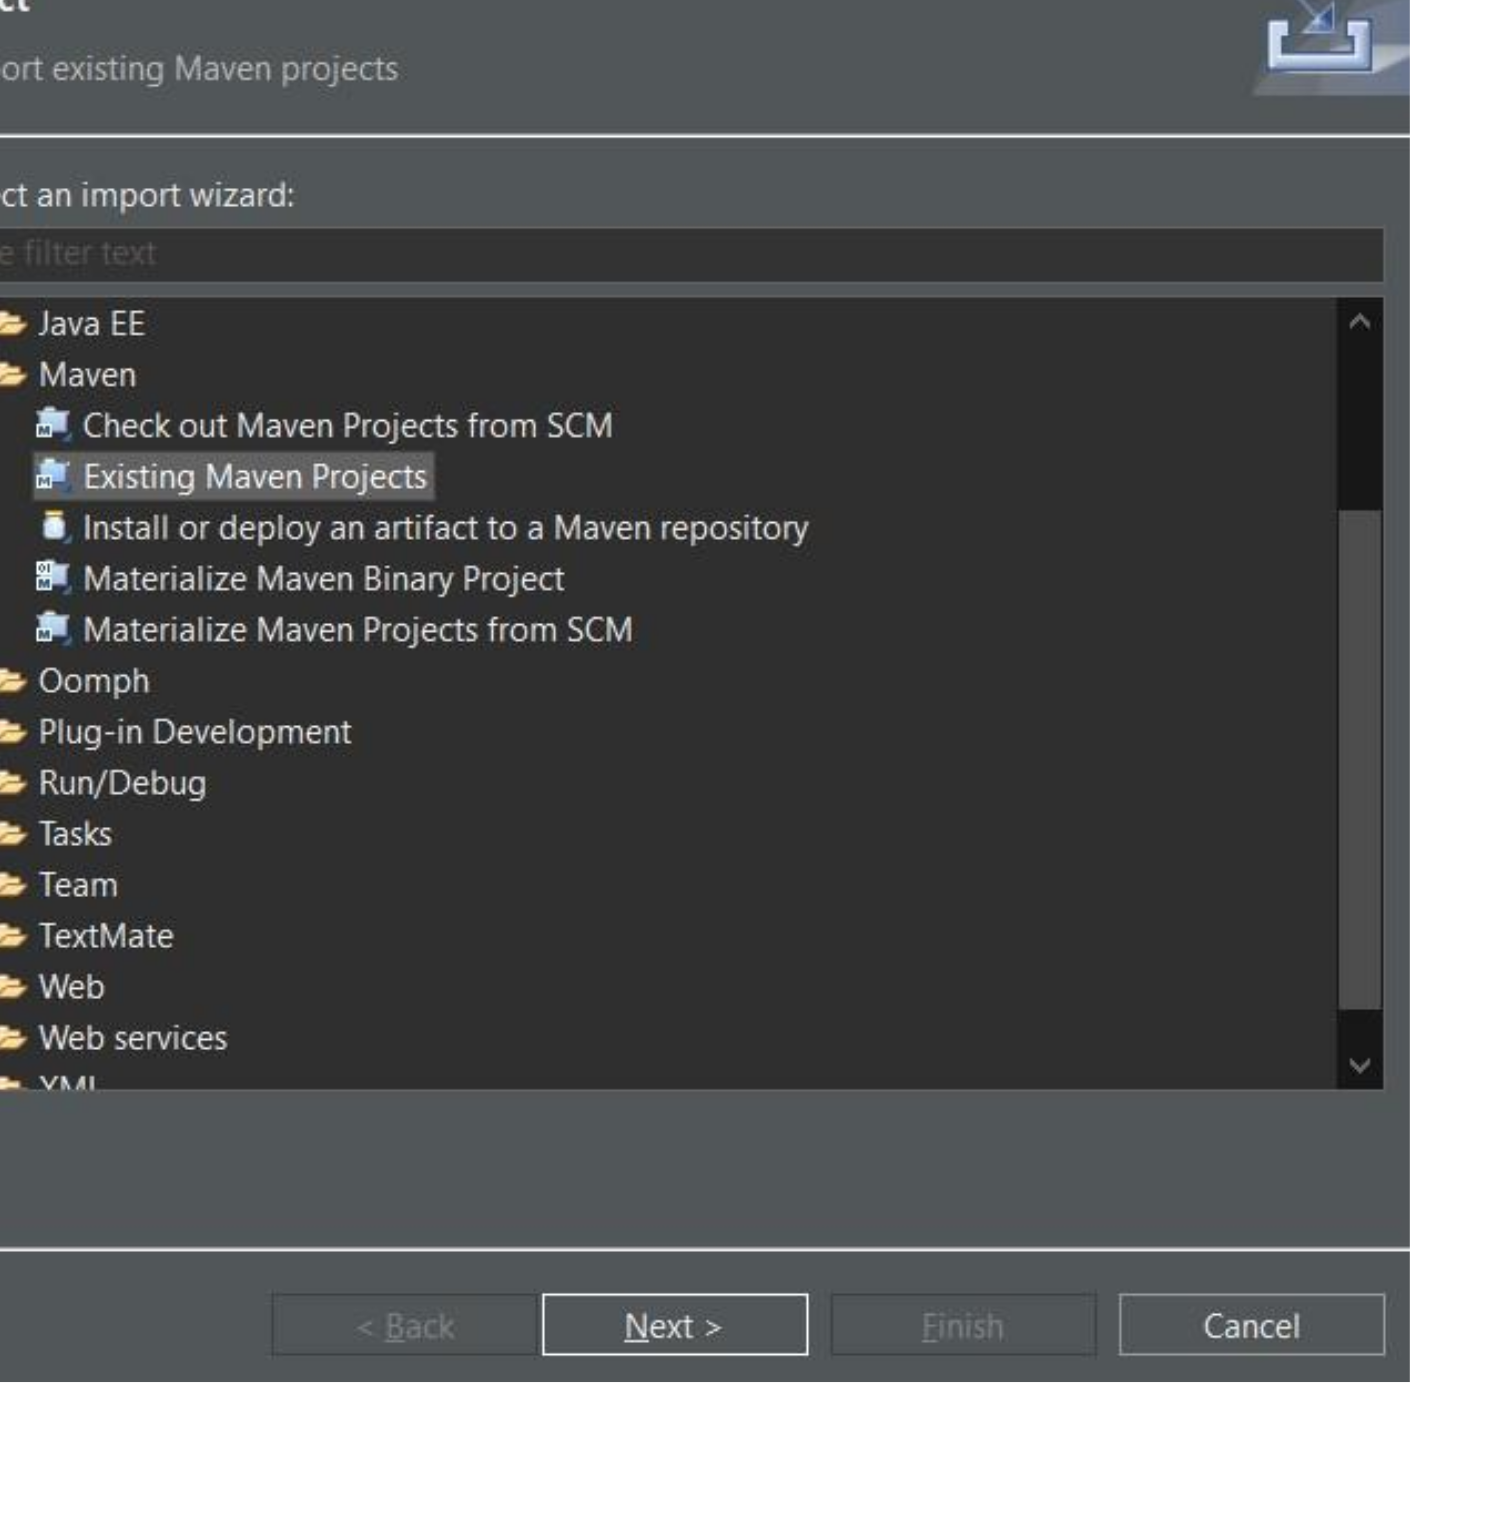 ct
ort existing Maven projects
ct an import wizard:
e filter text
Java EE
Maven
Check out Maven Projects from SCM
Existing Maven Projects
Install or deploy an artifact to a Maven repository
Materialize Maven Binary Project
Materialize Maven Projects from SCM
Oomph
Plug-in Development
Run/Debug
Tasks
Team
TextMate
Web
Web services
XML
< Back
Next >
Finish
Cancel